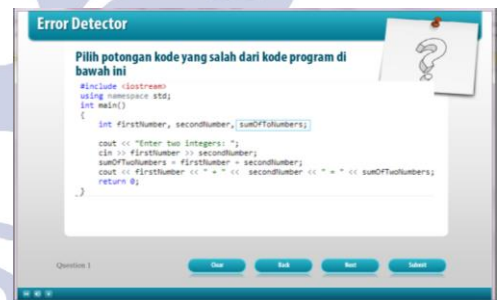 Error Detector
Pilih potongan kode yang salah dari kode program di
bawah ini
#include <iostream>
using namespace std;
int main()
{
int firstNumber, secondNumber, sumOfToNumbers;
cout << "Enter two integers: ";
cin >> firstNumber >> secondNumber;
sumOfTwoNumbers = firstNumber + secondNumber;
cout << firstNumber << " + " << secondNumber << " = " << sumOfTwoNumbers;
return 0;
}
Question 1
Clear
Back
Next
Submit